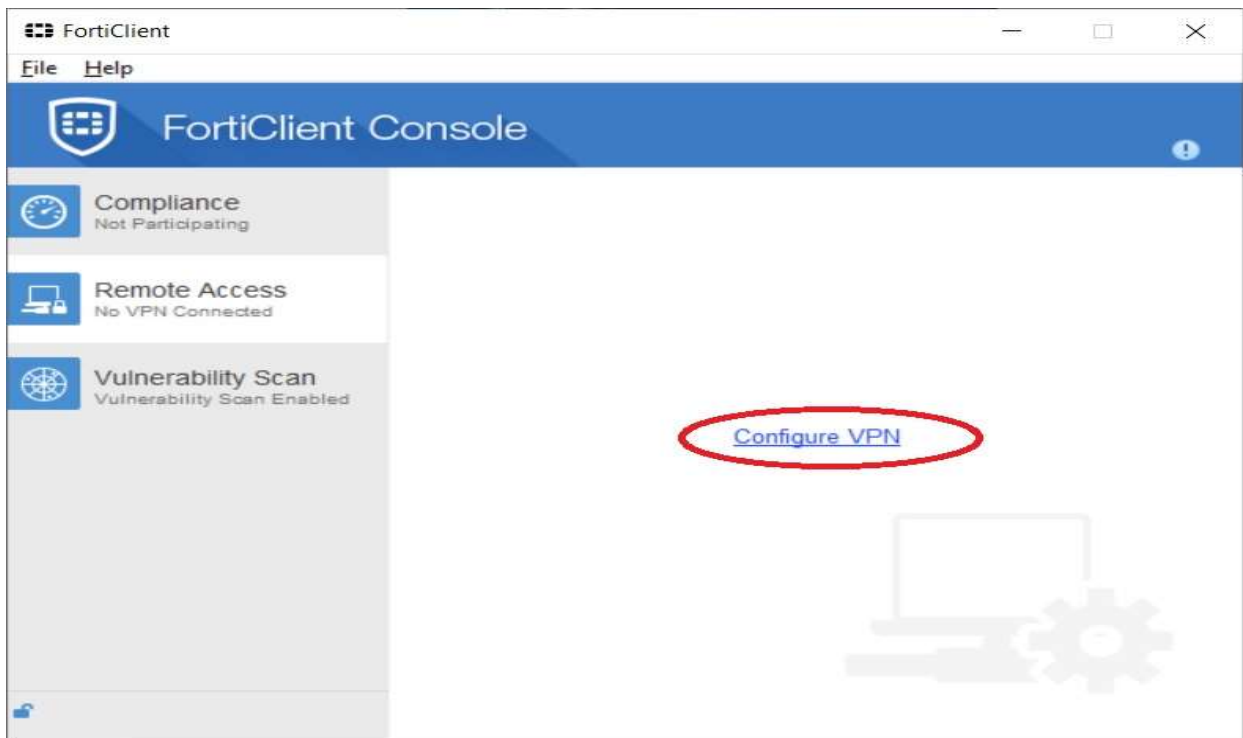 FortiClient
File Help
FortiClient Console
Compliance
Not Participating
Remote Access
No VPN Connected
Vulnerability Scan
Vulnerability Scan Enabled
Configure VPN